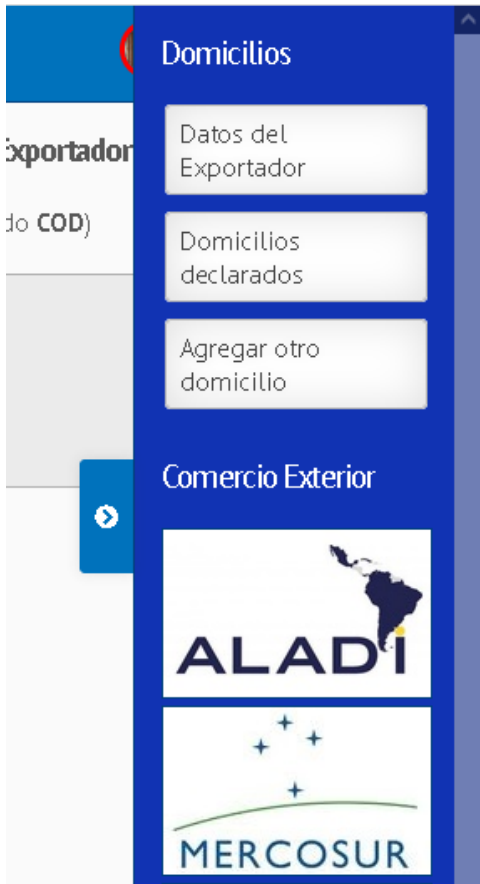 Domicilios
Exportador
Datos del
Exportador
do COD)
Domicilios
declarados
Agregar otro
domicilio
Comercio Exterior
ALADI
MERCOSUR